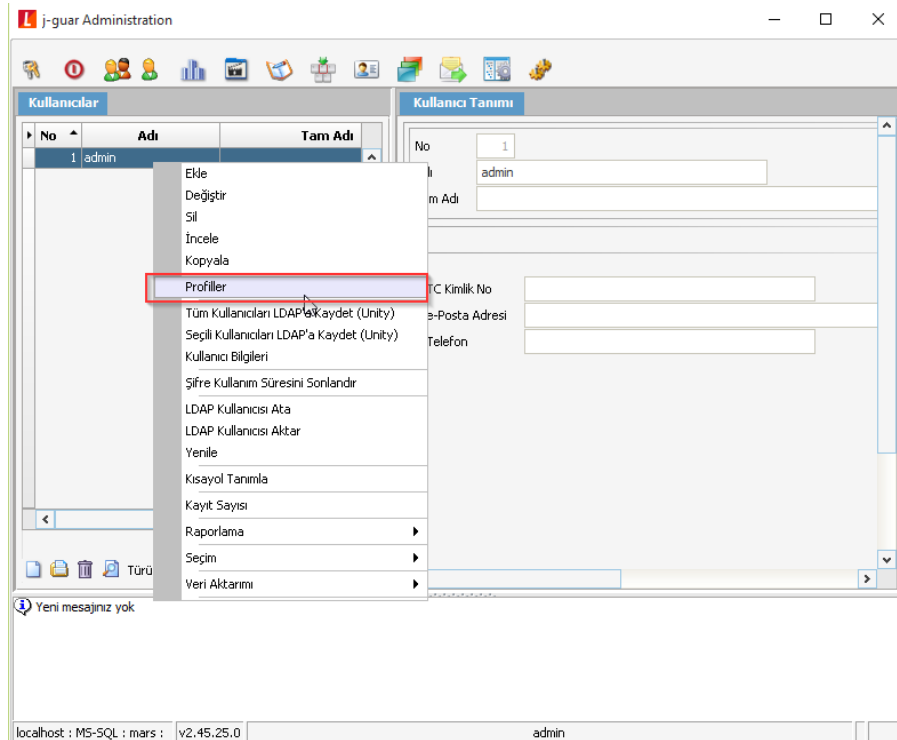 j-guar Administration
Kullanıcılar
Kullanıcı Tanımı
No Adı Tam Adı
1 admin
No 1
admin
m Adı
Ekle
Değiştir
Sil
İncele
Kopyala
Profiller
Tüm Kullanıcıları LDAP'a Kaydet (Unity)
Seçili Kullanıcıları LDAP'a Kaydet (Unity)
Kullanıcı Bilgileri
Şifre Kullanım Süresini Sonlandır
LDAP Kullanıcısı Ata
LDAP Kullanıcısı Aktar
Yenile
Kısayol Tanımla
Kayıt Sayısı
Raporlama
Seçim
Veri Aktarımı
TC Kimlik No
e-Posta Adresi
Telefon
Türü
Yeni mesajınız yok
localhost : MS-SQL : mars : v2.45.25.0 admin